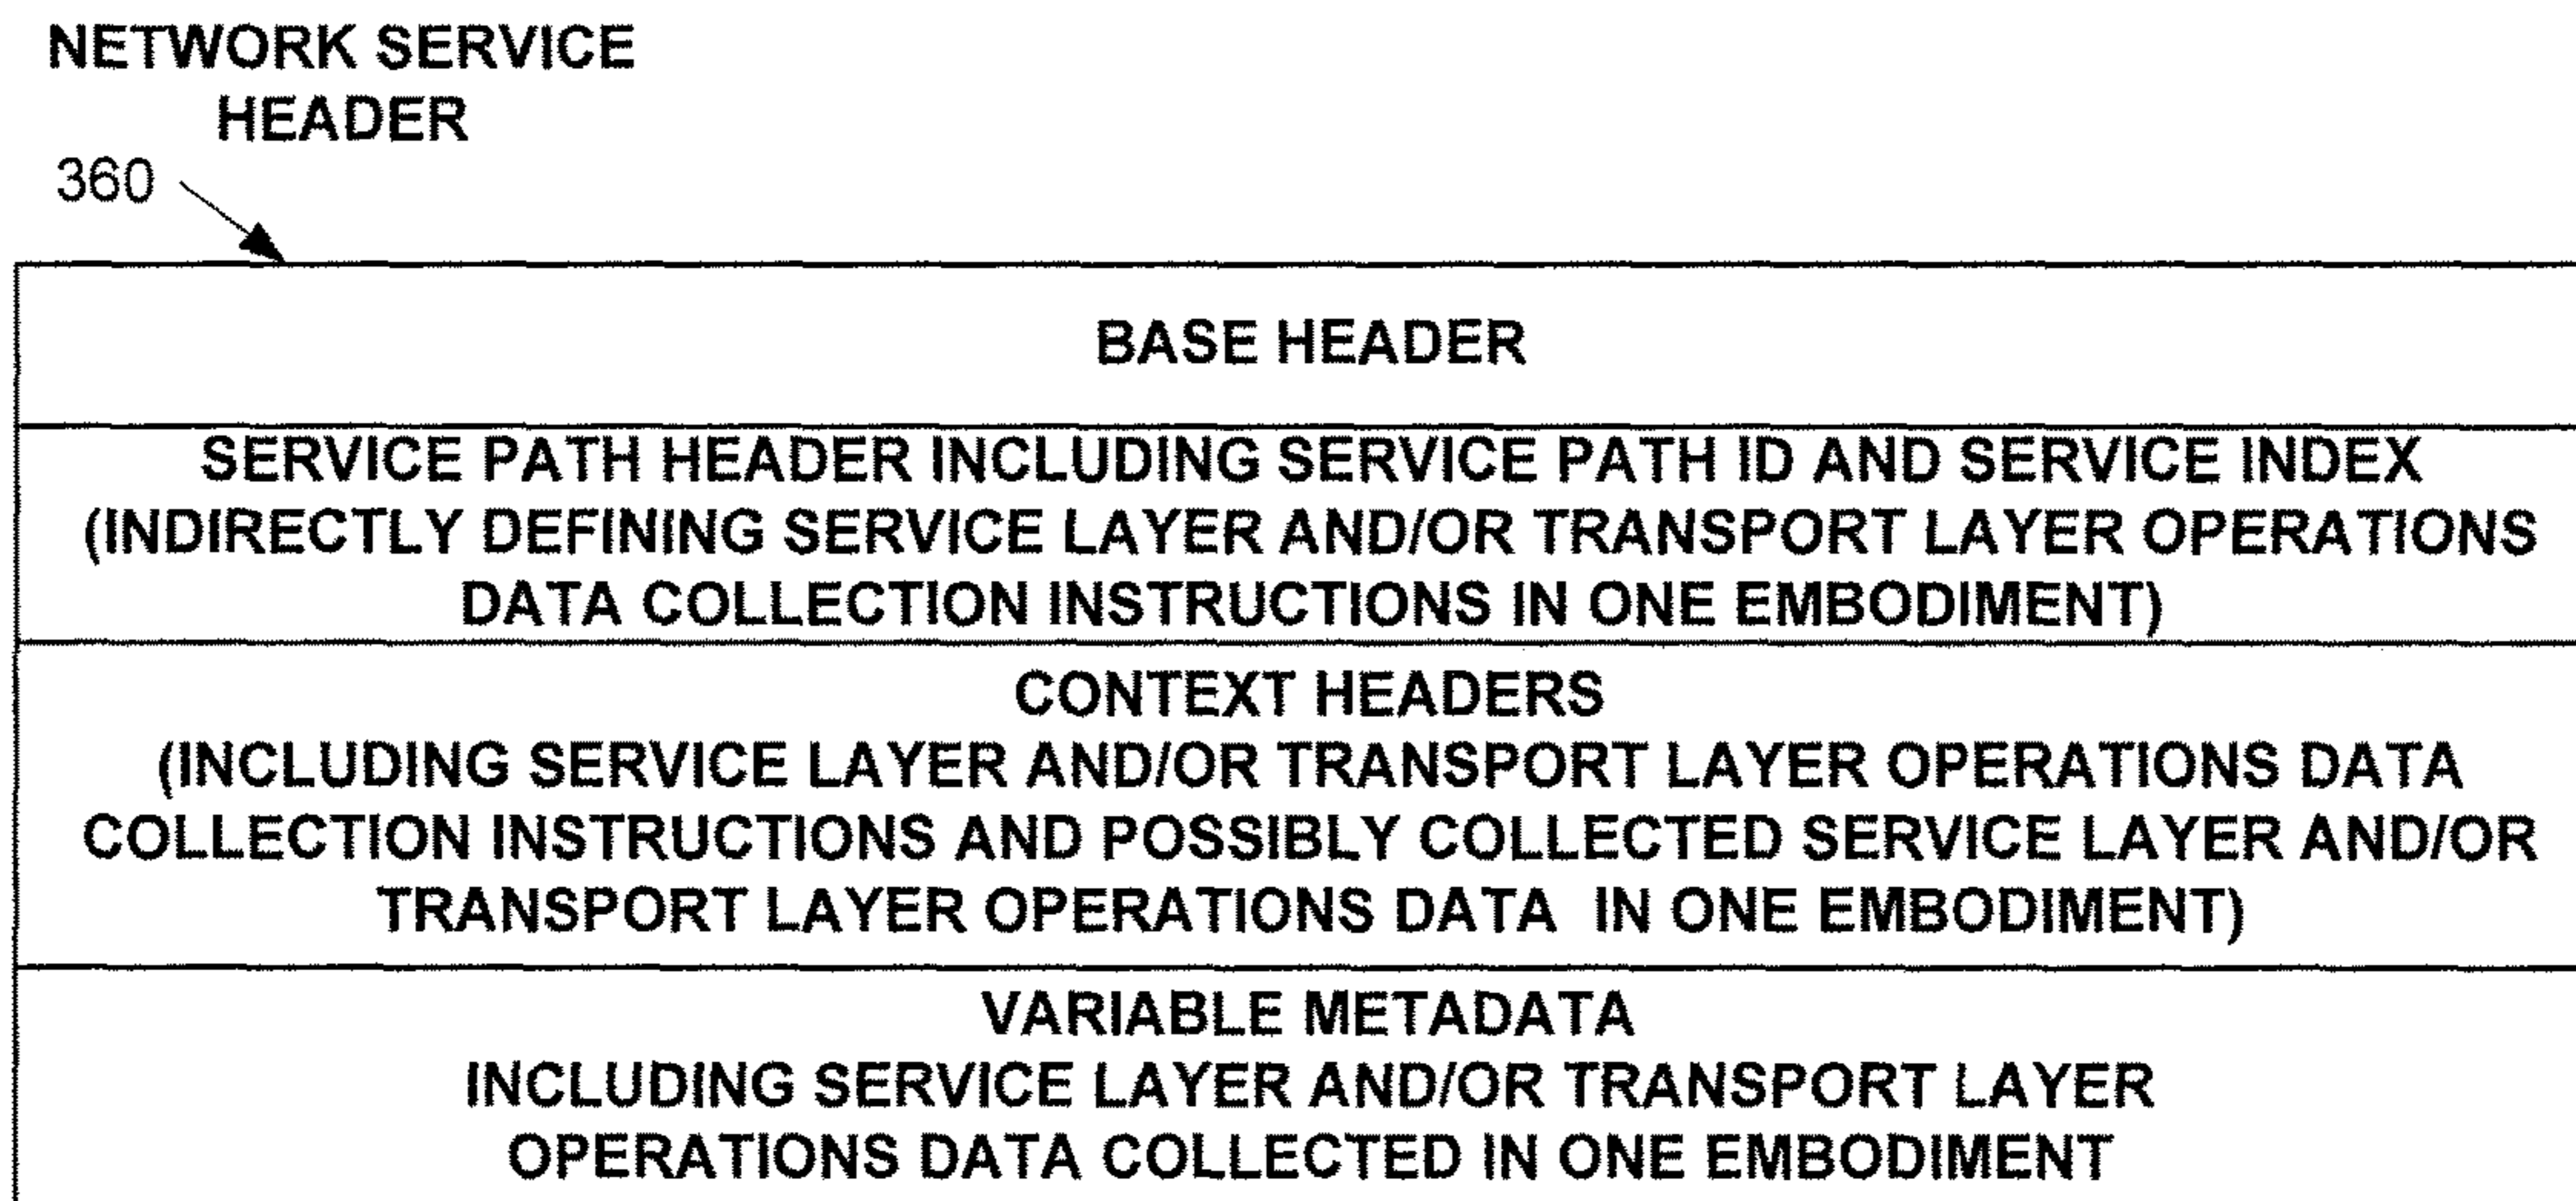 NETWORK SERVICE
HEADER
360
BASE HEADER
SERVICE PATH HEADER INCLUDING SERVICE PATH ID AND SERVICE INDEX
(INDIRECTLY DEFINING SERVICE LAYER AND/OR TRANSPORT LAYER OPERATIONS
DATA COLLECTION INSTRUCTIONS IN ONE EMBODIMENT)
CONTEXT HEADERS
(INCLUDING SERVICE LAYER AND/OR TRANSPORT LAYER OPERATIONS DATA
COLLECTION INSTRUCTIONS AND POSSIBLY COLLECTED SERVICE LAYER AND/OR
TRANSPORT LAYER OPERATIONS DATA IN ONE EMBODIMENT)
VARIABLE METADATA
INCLUDING SERVICE LAYER AND/OR TRANSPORT LAYER
OPERATIONS DATA COLLECTED IN ONE EMBODIMENT